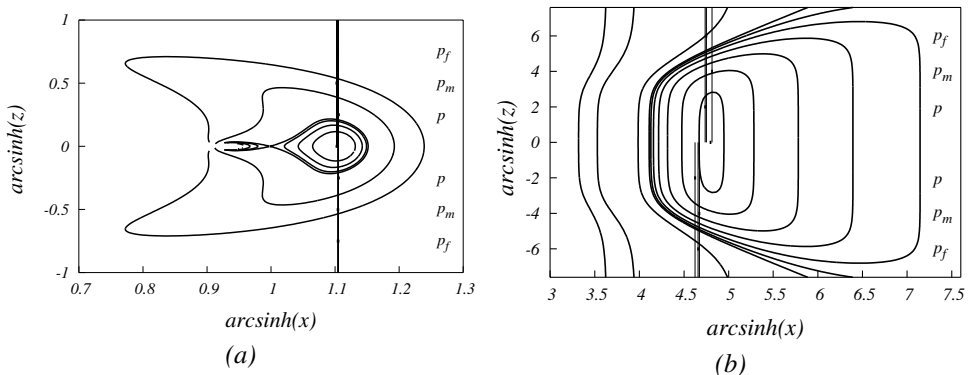 1
0.5
0
-0.5
-1
0.7
0.8
0.9
1
1.1
1.2
1.3
arcsinh(z)
arcsinh(x)
p_f
p_m
p
p
p_m
p_f
(a)
6
4
2
0
-2
-4
-6
3
3.5
4
4.5
5
5.5
6
6.5
7
7.5
arcsinh(z)
arcsinh(x)
p_f
p_m
p
p
p_m
p_f
(b)